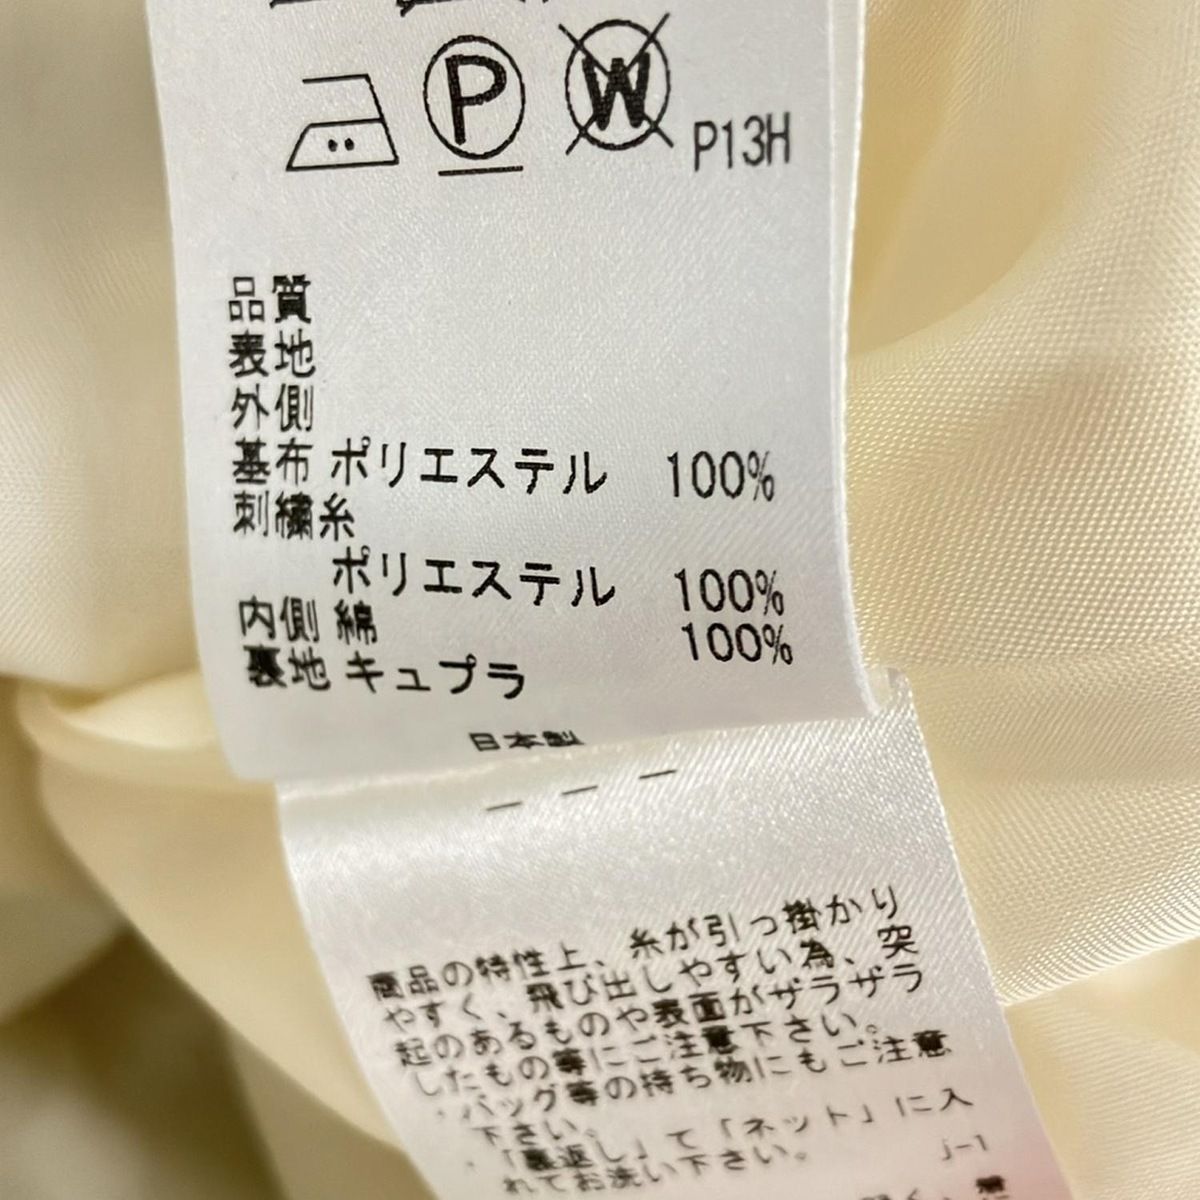 P W P13H
品質
表地
外側
基布 ポリエステル 100%
刺繍糸
ポリエステル 100%
内側 綿 100%
裏地 キュプラ
日本製
商品の特性上、糸が引っ掛かり
やすく、飛び出しやすい為、突
起のあるものや表面がザラザラ
したもの等にご注意下さい。
・バッグ等の持ち物にもご注意
下さい。
・「裏返し」て「ネット」に入
れてお洗い下さい。 j-1